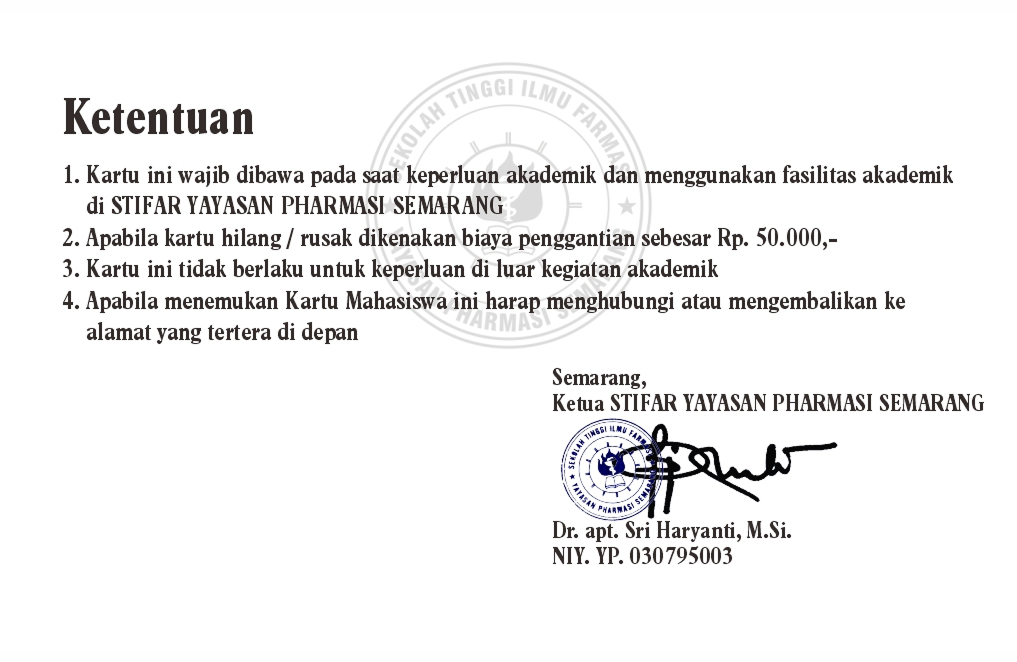 Ketentuan
1. Kartu ini wajib dibawa pada saat keperluan akademik dan menggunakan fasilitas akademik
di STIFAR YAYASAN PHARMASI SEMARANG
2. Apabila kartu hilang / rusak dikenakan biaya penggantian sebesar Rp. 50.000,-
3. Kartu ini tidak berlaku untuk keperluan di luar kegiatan akademik
4. Apabila menemukan Kartu Mahasiswa ini harap menghubungi atau mengembalikan ke
alamat yang tertera di depan
SEKOLAH TINGGI ILMU FARMASI
YAYASAN PHARMASI SEMARANG
Semarang,
Ketua STIFAR YAYASAN PHARMASI SEMARANG
SEKOLAH TINGGI ILMU FARMASI
YAYASAN PHARMASI SEMARANG
Dr. apt. Sri Haryanti, M.Si.
NIY. YP. 030795003